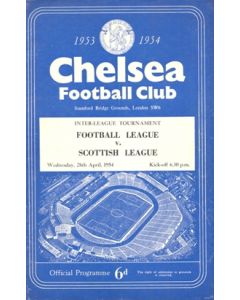 1953 1954
Chelsea
Football Club
Stamford Bridge Grounds, London SW6
INTER-LEAGUE TOURNAMENT
FOOTBALL LEAGUE
v.
SCOTTISH LEAGUE
Wednesday, 28th April, 1954 Kick-off 6.30 p.m.
Official Programme 6d